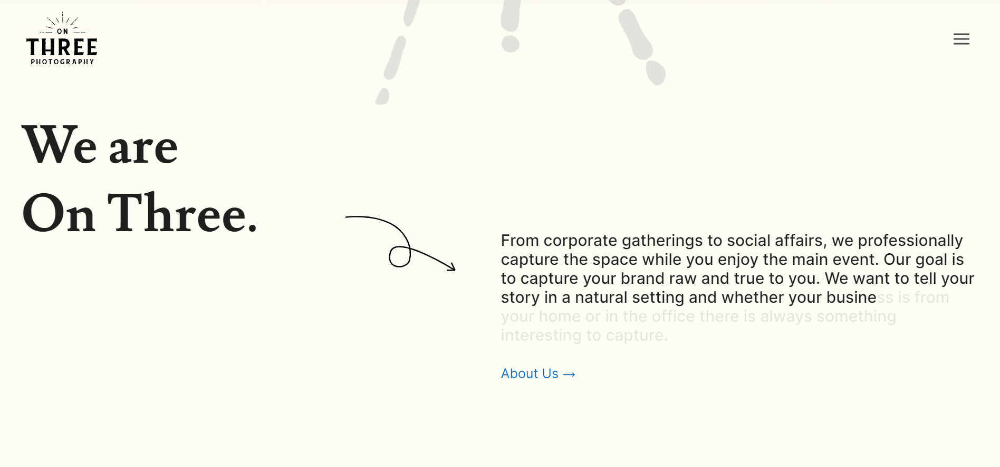 ON
THREE
PHOTOGRAPHY
We are
On Three.
From corporate gatherings to social affairs, we professionally
capture the space while you enjoy the main event. Our goal is
to capture your brand raw and true to you. We want to tell your
story in a natural setting and whether your business is from
your home or in the office there is always something
interesting to capture.
About Us →